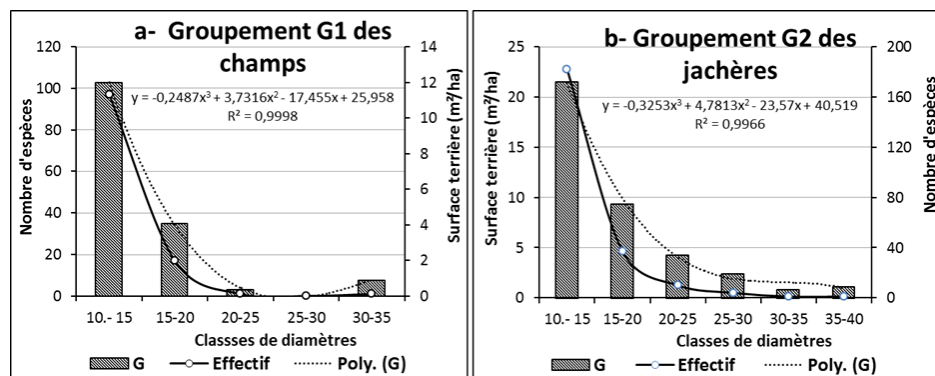 a- Groupement G1 des
champs
y = -0,2487x³ + 3,7316x² - 17,455x + 25,958
R² = 0,9998
Nombre d'espèces
120
100
80
60
40
20
0
14
12
10
8
6
4
2
0
Surface terrière (m²/ha)
10.- 15 15-20 20-25 25-30 30-35
Classses de diamètres
G Effectif Poly. (G)
b- Groupement G2 des
jachères
y = -0,3253x³ + 4,7813x² - 23,57x + 40,519
R² = 0,9966
Surface terrière (m²/ha)
25
20
15
10
5
0
200
160
120
80
40
0
Nombre d'espèces
10.- 15 15-20 20-25 25-30 30-35 35-40
Classes de diamètres
G Effectif Poly. (G)